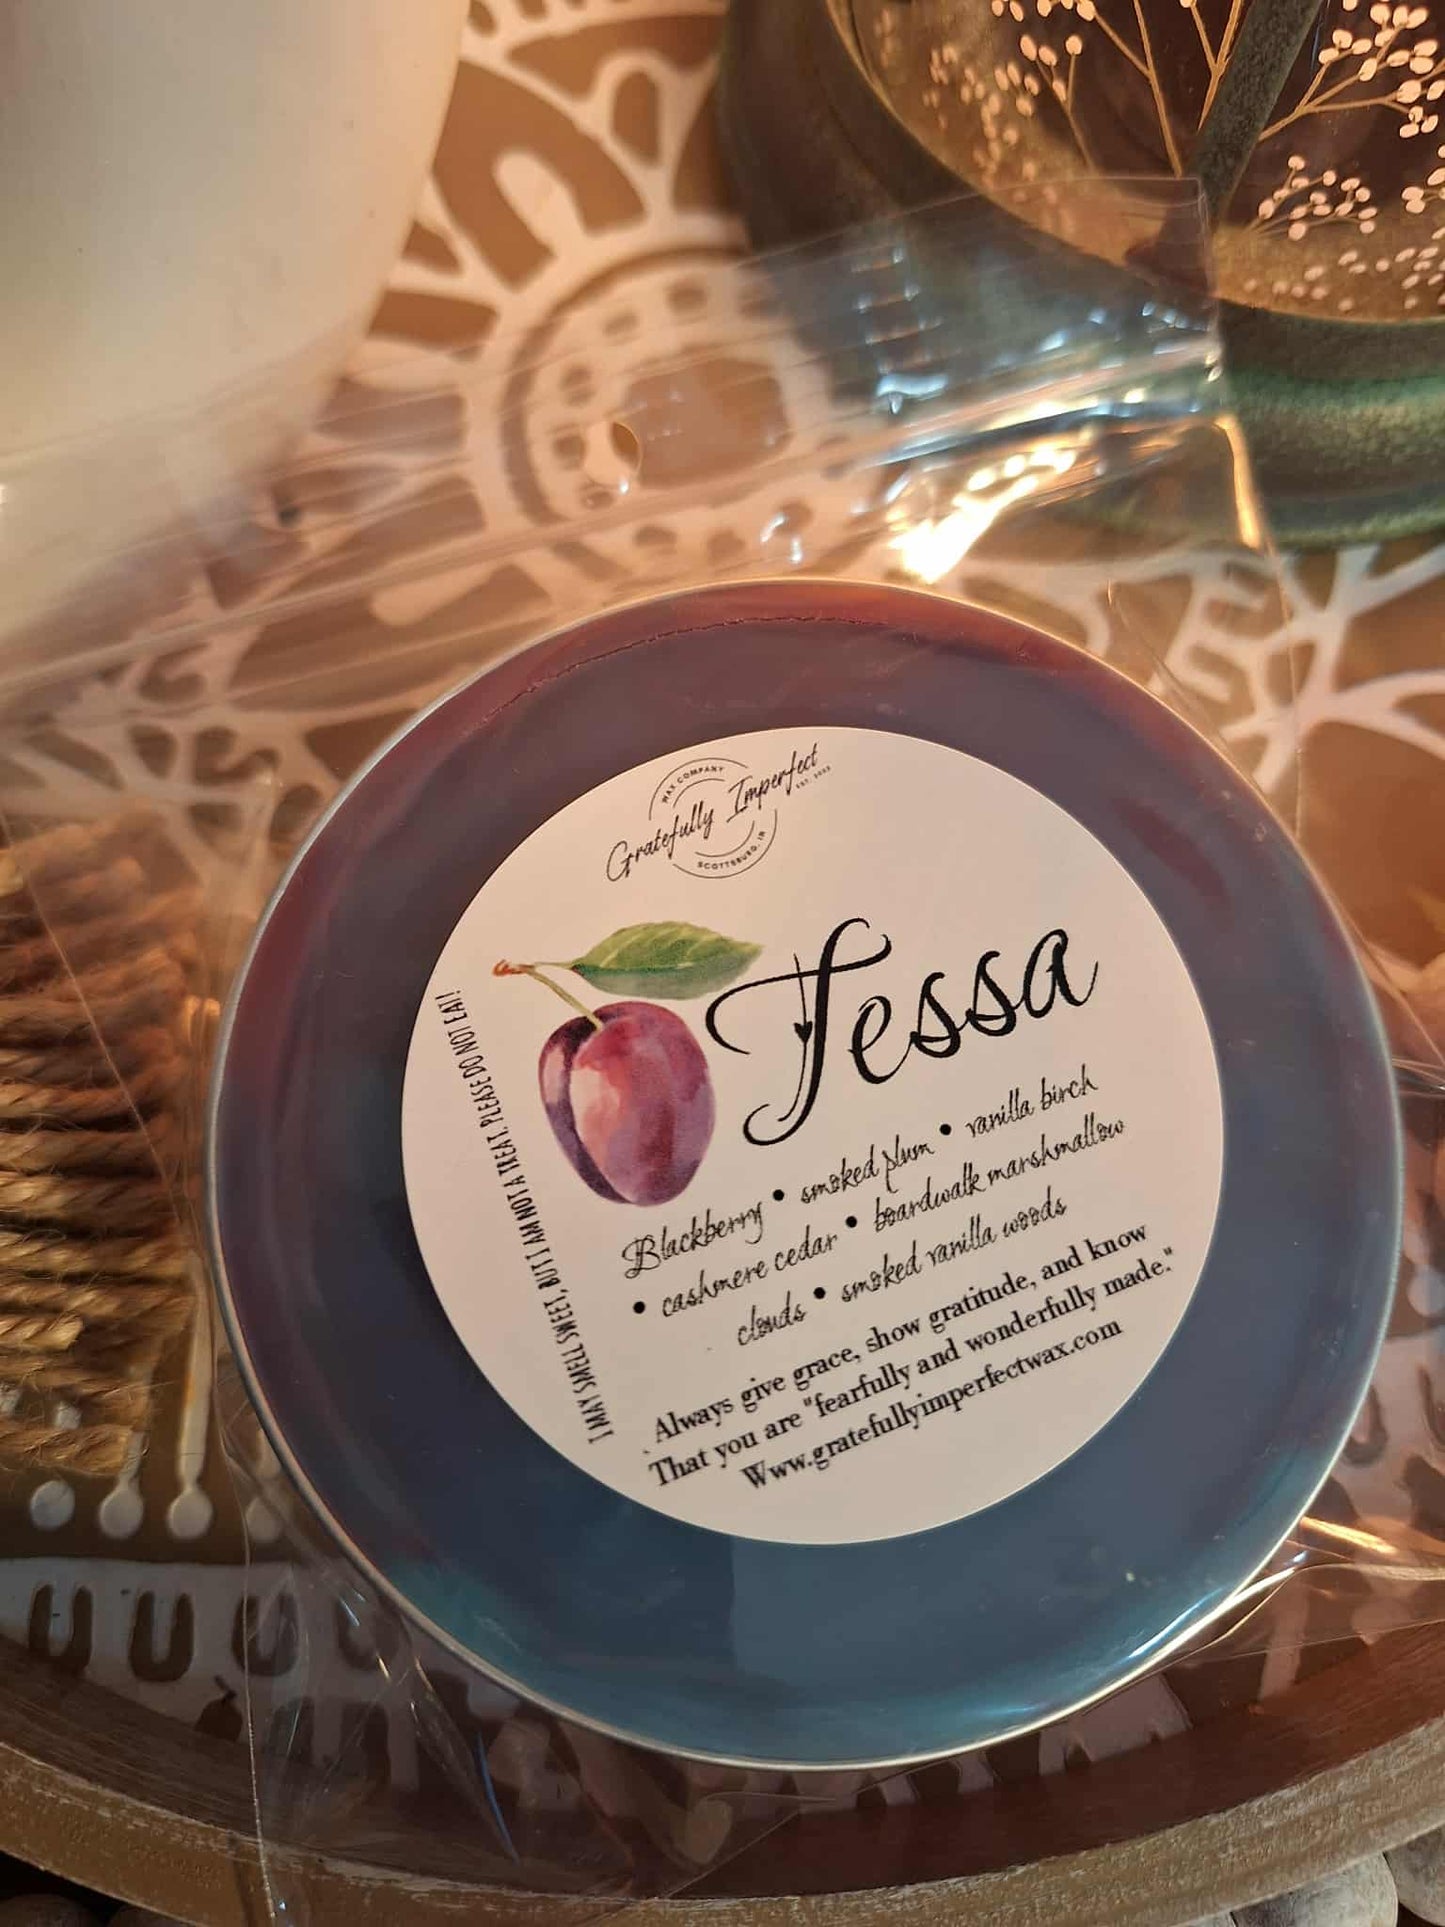 WAX COMPANY
Gratefully Imperfect
EST. 2022
SCOTTSBURG, IN
Tessa
Blackberry • smoked plum • vanilla birch
• cashmere cedar • boardwalk marshmallow
clouds • smoked vanilla woods
Always give grace, show gratitude, and know
That you are "fearfully and wonderfully made."
Www.gratefullyimperfectwax.com
I MAY SMELL SWEET, BUT I AM NOT A TREAT. PLEASE DO NOT EAT!